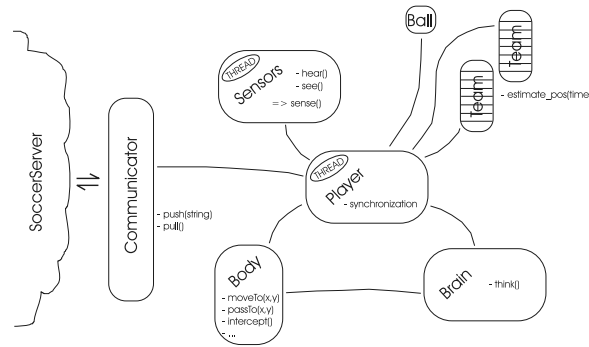 SoccerServer
Communicator
- push(string)
- pull()
THREAD
Sensors
- hear()
- see()
=> sense()
Ball
Team
Team
- estimate_pos(time
THREAD
Player
- synchronization
Body
- moveTo(x,y)
- passTo(x,y)
- intercept()
- ...
Brain
- think()